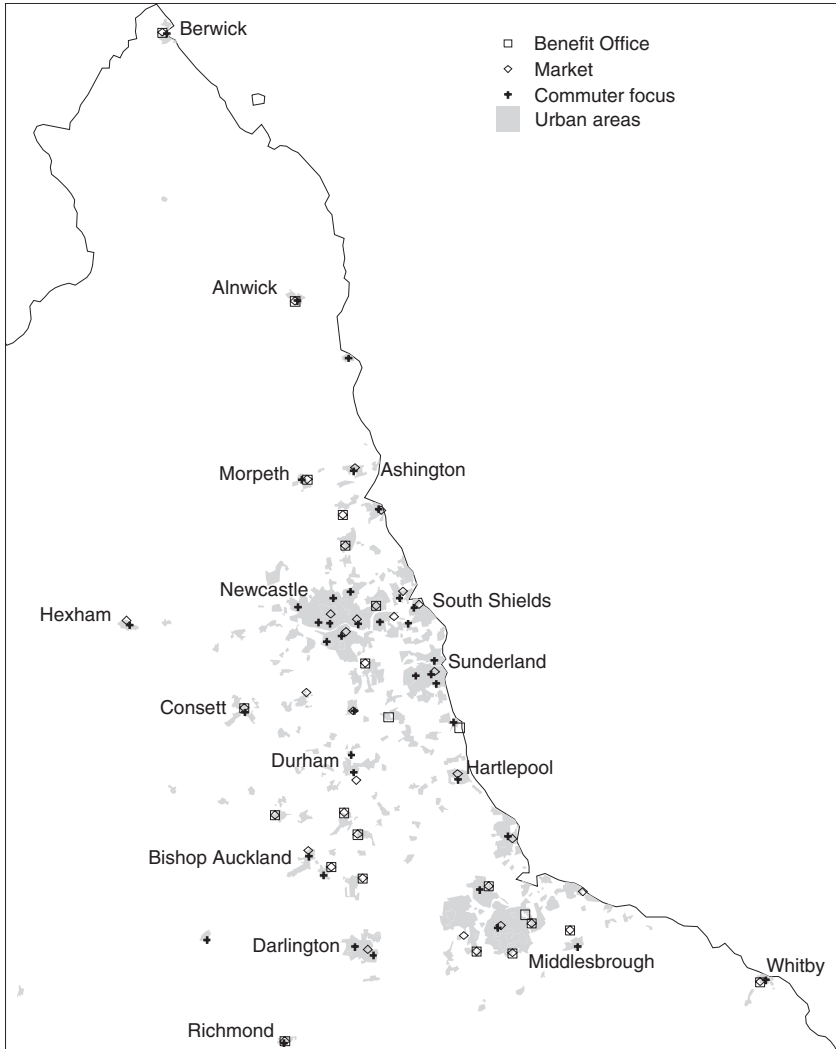 Berwick
Benefit Office
Market
Commuter focus
Urban areas
Alnwick
Ashington
Morpeth
Newcastle
South Shields
Hexham
Sunderland
Consett
Durham
Hartlepool
Bishop Auckland
Darlington
Middlesbrough
Whitby
Richmond